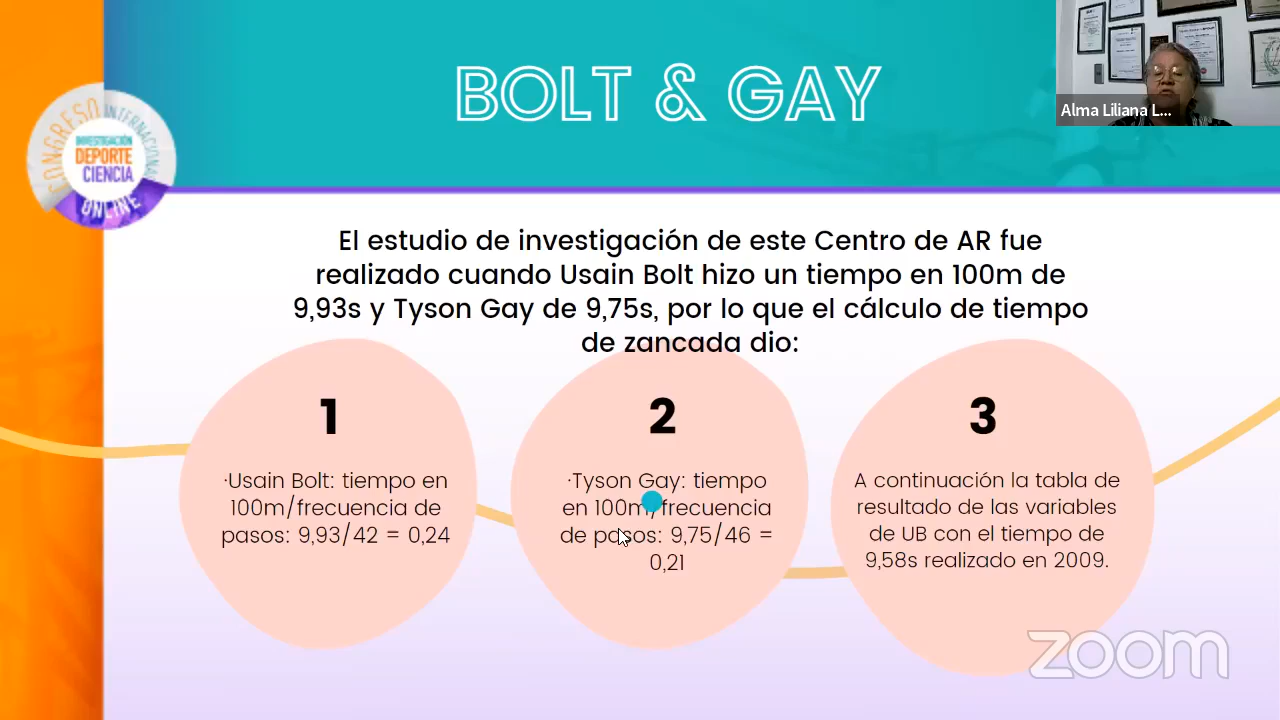 BOLT & GAY
Alma Liliana L...
CONGRESO INTERNACIONAL
INVESTIGACIÓN
DEPORTE
CIENCIA
ONLINE
El estudio de investigación de este Centro de AR fue
realizado cuando Usain Bolt hizo un tiempo en 100m de
9,93s y Tyson Gay de 9,75s, por lo que el cálculo de tiempo
de zancada dio:
1
·Usain Bolt: tiempo en
100m/frecuencia de
pasos: 9,93/42 = 0,24
2
·Tyson Gay: tiempo
en 100m/frecuencia
de pasos: 9,75/46 =
0,21
3
A continuación la tabla de
resultado de las variables
de UB con el tiempo de
9,58s realizado en 2009.
zoom